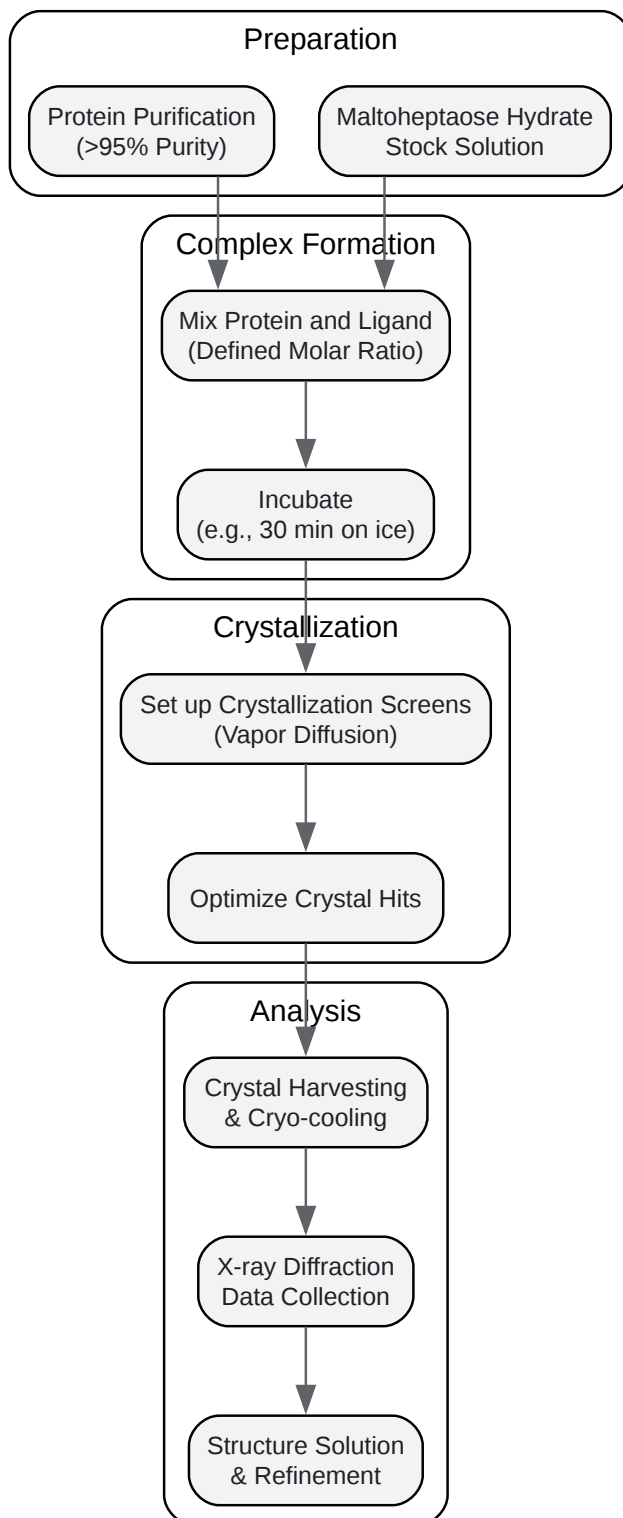 Preparation
Protein Purification
(>95% Purity)
Maltoheptaose Hydrate
Stock Solution
Complex Formation
Mix Protein and Ligand
(Defined Molar Ratio)
Incubate
(e.g., 30 min on ice)
Crystallization
Set up Crystallization Screens
(Vapor Diffusion)
Optimize Crystal Hits
Analysis
Crystal Harvesting
& Cryo-cooling
X-ray Diffraction
Data Collection
Structure Solution
& Refinement